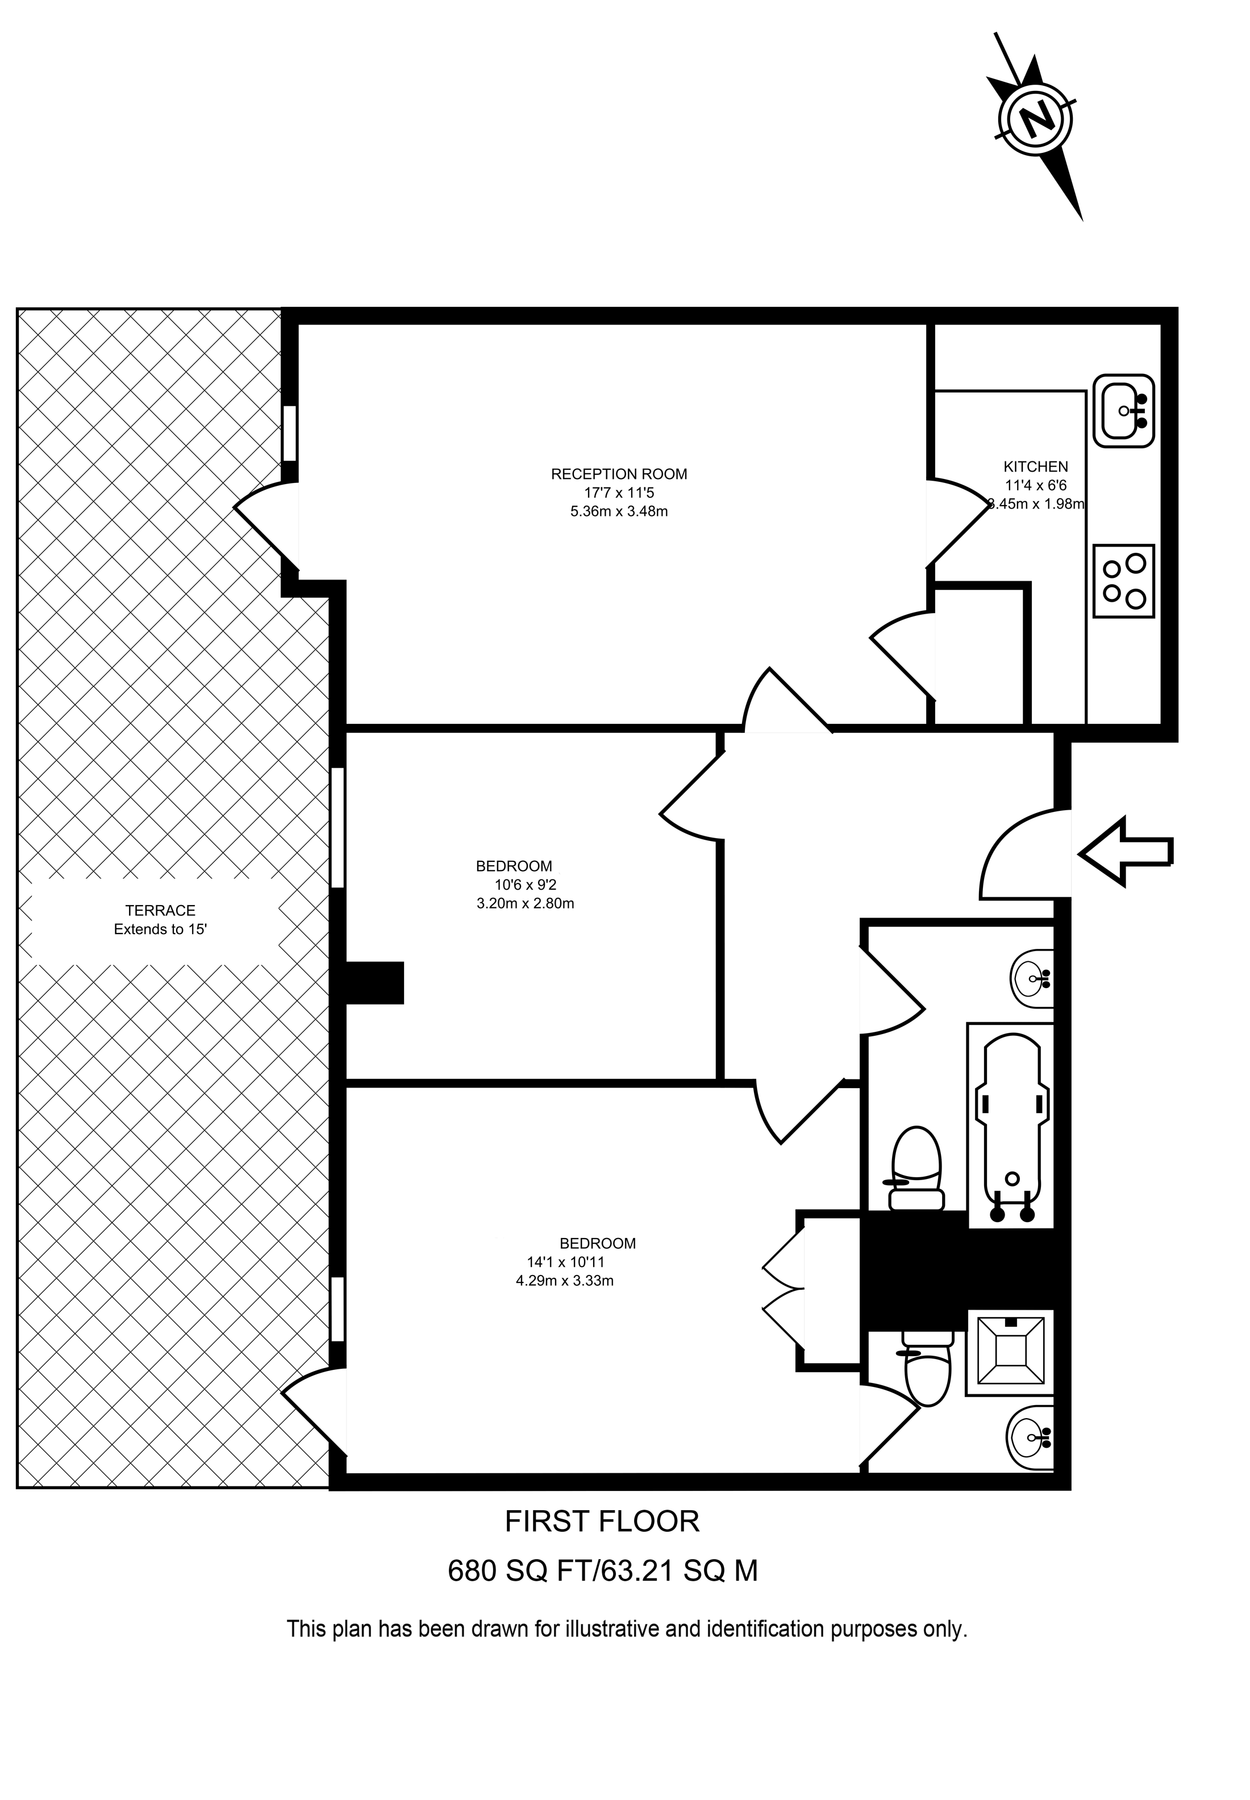 N
RECEPTION ROOM
17'7 x 11'5
5.36m x 3.48m
KITCHEN
11'4 x 6'6
3.45m x 1.98m
BEDROOM
10'6 x 9'2
3.20m x 2.80m
TERRACE
Extends to 15'
BEDROOM
14'1 x 10'11
4.29m x 3.33m
FIRST FLOOR
680 SQ FT/63.21 SQ M
This plan has been drawn for illustrative and identification purposes only.